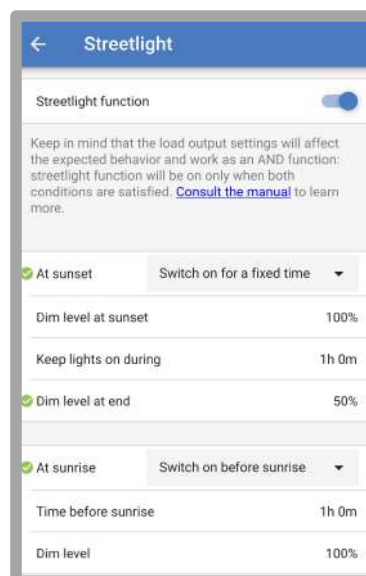 Streetlight
Streetlight function
Keep in mind that the load output settings will affect
the expected behavior and work as an AND function:
streetlight function will be on only when both
conditions are satisfied. Consult the manual to learn
more.
At sunset Switch on for a fixed time
Dim level at sunset 100%
Keep lights on during 1h 0m
Dim level at end 50%
At sunrise Switch on before sunrise
Time before sunrise 1h 0m
Dim level 100%